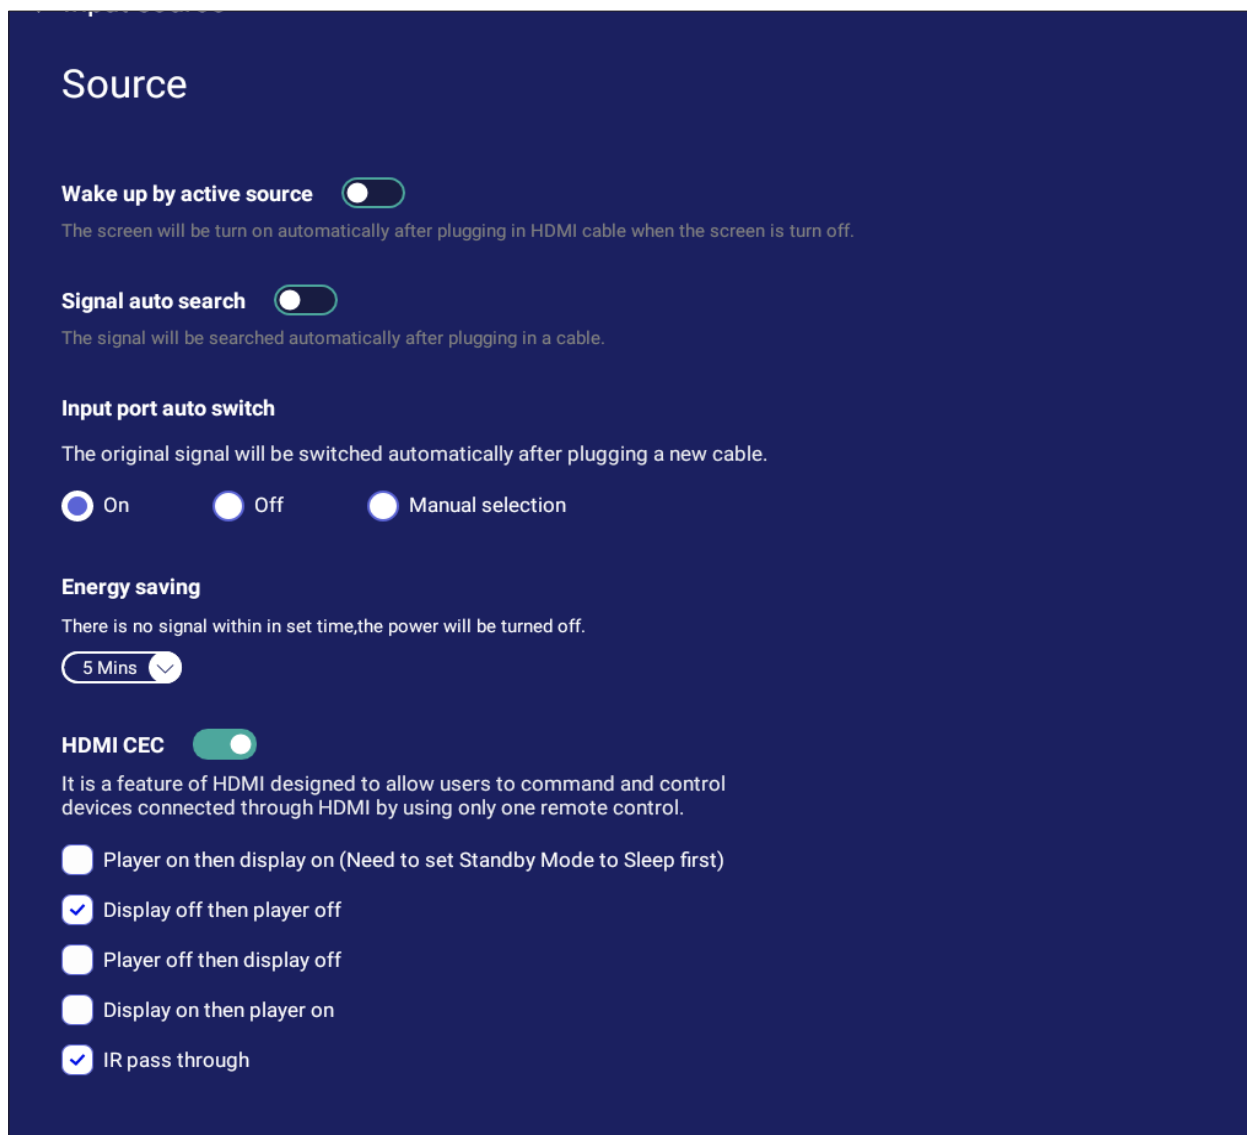 Source
Wake up by active source
The screen will be turn on automatically after plugging in HDMI cable when the screen is turn off.
Signal auto search
The signal will be searched automatically after plugging in a cable.
Input port auto switch
The original signal will be switched automatically after plugging a new cable.
On Off Manual selection
Energy saving
There is no signal within in set time,the power will be turned off.
5 Mins
HDMI CEC
It is a feature of HDMI designed to allow users to command and control
devices connected through HDMI by using only one remote control.
Player on then display on (Need to set Standby Mode to Sleep first)
Display off then player off
Player off then display off
Display on then player on
IR pass through